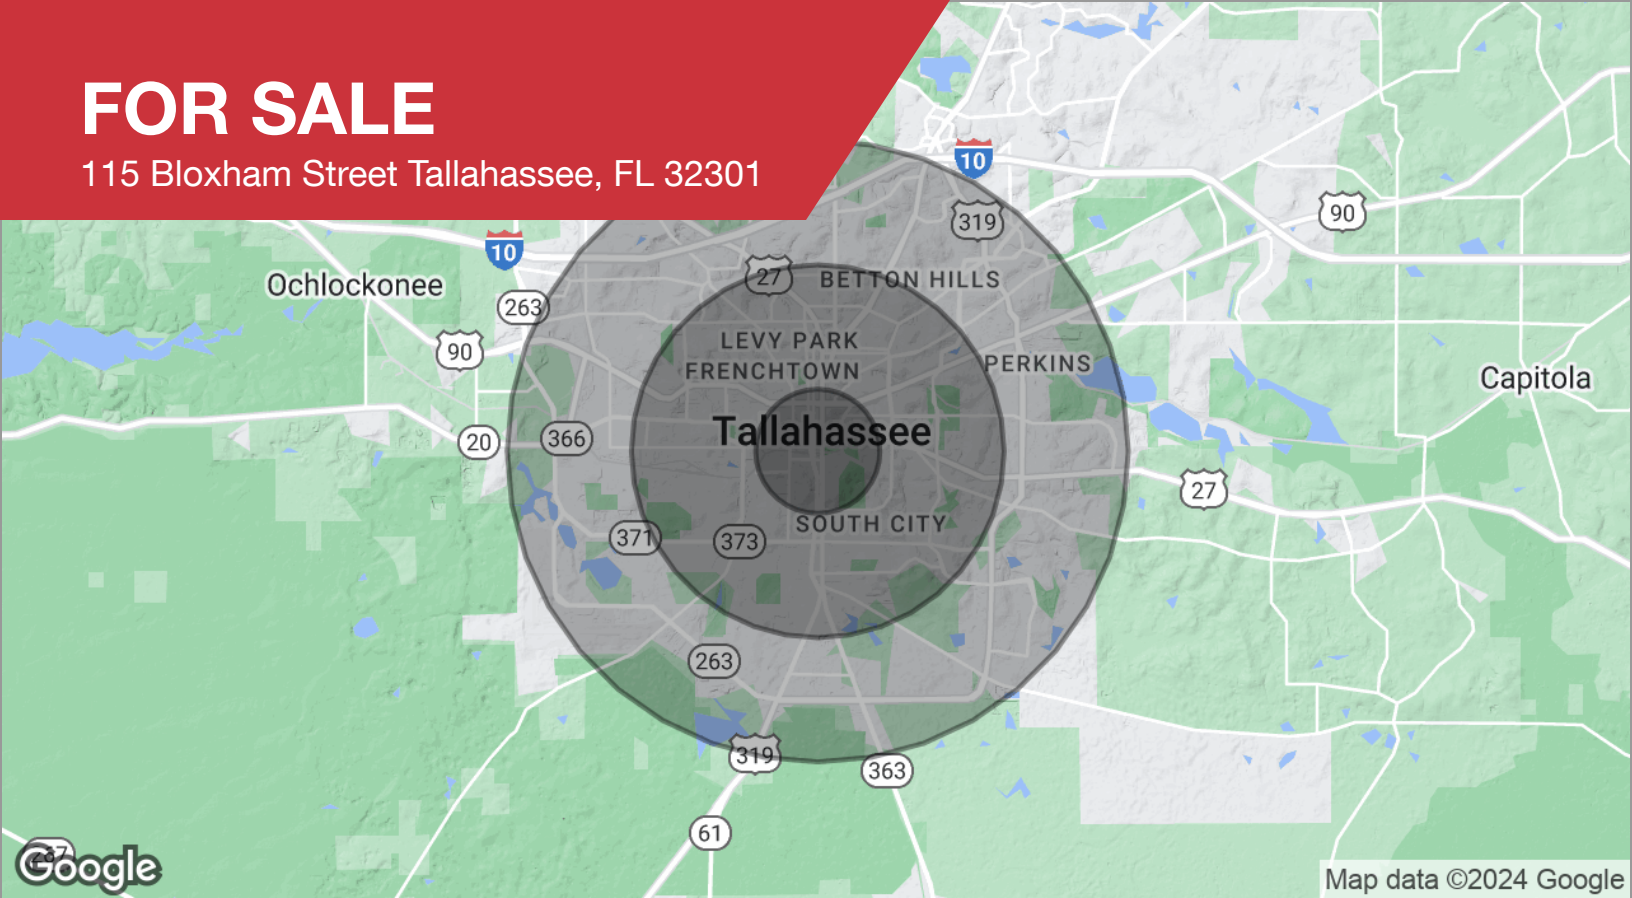 FOR SALE
115 Bloxham Street Tallahassee, FL 32301
10
319
90
10
Ochlockonee
263
27
BETTON HILLS
90
LEVY PARK
FRENCHTOWN
PERKINS
Capitola
Tallahassee
20
366
27
SOUTH CITY
371
373
263
319
363
61
267
Google
Map data ©2024 Google